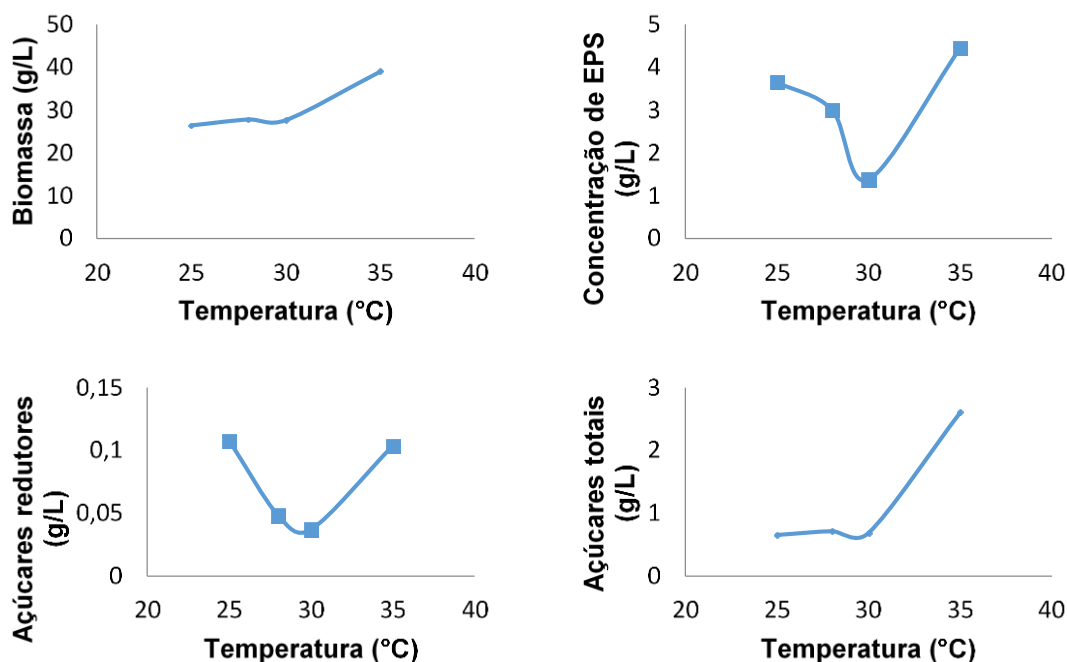 Biomassa (g/L)
50
40
30
20
10
0
20 25 30 35 40
Temperatura (°C)
Concentração de EPS
(g/L)
5
4
3
2
1
0
20 25 30 35 40
Temperatura (°C)
Açúcares redutores
(g/L)
0,15
0,1
0,05
0
20 25 30 35 40
Temperatura (°C)
Açúcares totais
(g/L)
3
2
1
0
20 25 30 35 40
Temperatura (°C)